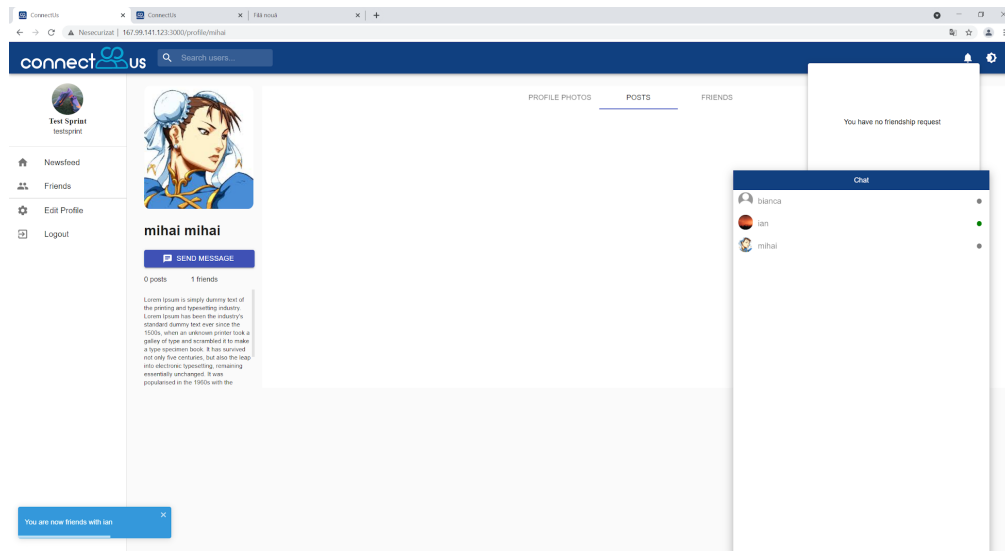 ConnectUs
ConnectUs
Filă nouă
Nesecurizat | 167.99.141.123:3000/profile/mihai
connect us
Search users...
Test Sprint
testsprint
Newsfeed
Friends
Edit Profile
Logout
mihai mihai
SEND MESSAGE
0 posts 1 friends
Lorem Ipsum is simply dummy text of
the printing and typesetting industry.
Lorem Ipsum has been the industry's
standard dummy text ever since the
1500s, when an unknown printer took a
galley of type and scrambled it to make
a type specimen book. It has survived
not only five centuries, but also the leap
into electronic typesetting, remaining
essentially unchanged. It was
popularised in the 1960s with the
PROFILE PHOTOS POSTS FRIENDS
You have no friendship request
Chat
bianca
ian
mihai
You are now friends with ian